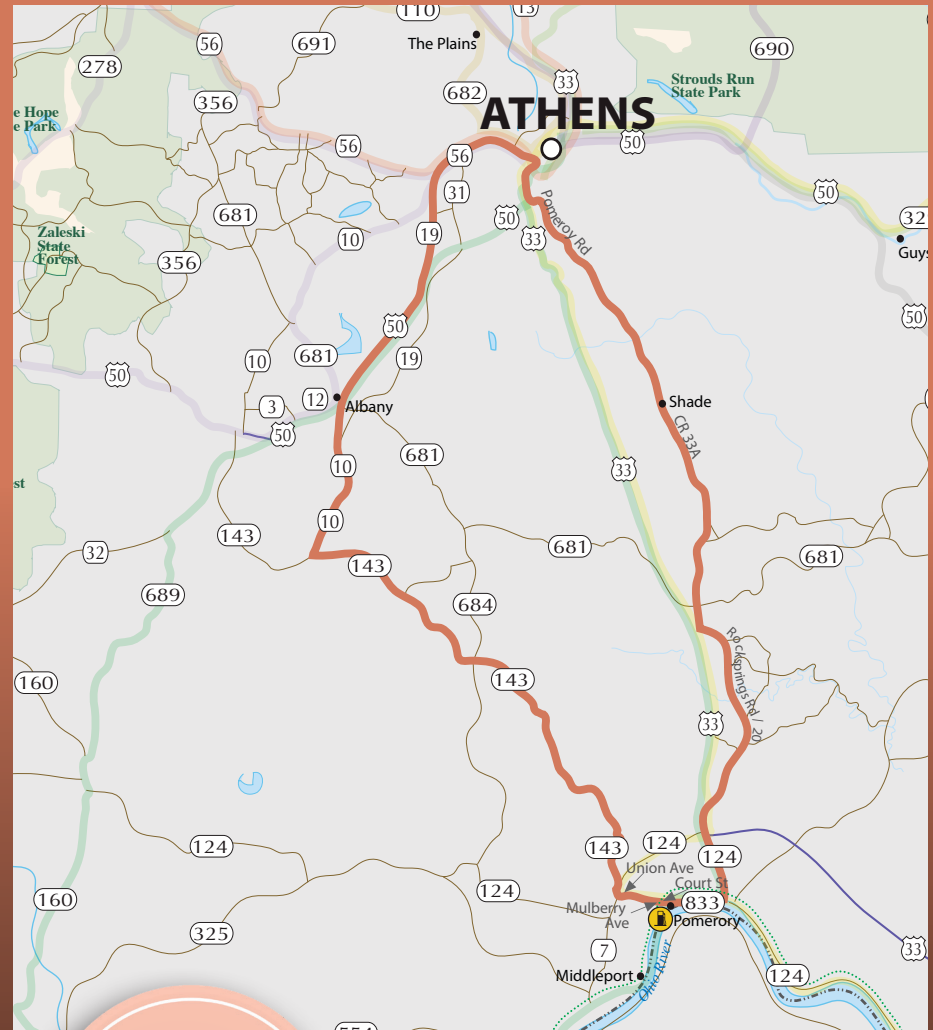 110
13
56
691
The Plains
690
278
33
Strouds Run
State Park
682
356
ATHENS
e Hope
e Park
50
56
56
31
50
681
50
19
10
33
Pomeroy Rd
32
Guys
Zaleski
State
Forest
356
50
50
10
681
19
50
12
Albany
3
50
Shade
CR 33A
681
10
33
st
10
143
32
143
681
681
689
684
Rocksprings Rd / 20
160
143
33
124
143
124
124
Union Ave
Court St
160
124
Mulberry
Ave
833
Pomerory
325
7
33
Middleport
Ohio River
124